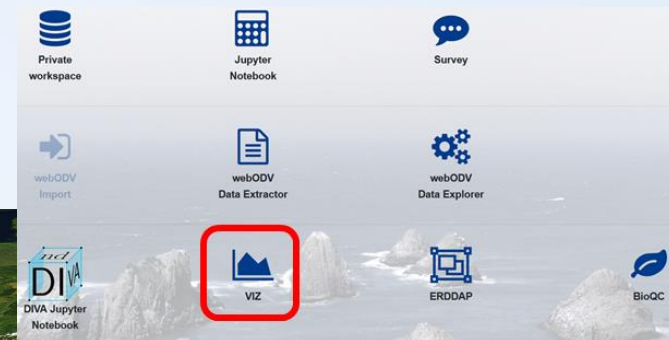 Private
workspace
Jupyter
Notebook
Survey
webODV
Import
webODV
Data Extractor
webODV
Data Explorer
nd
DIVA
DIVA Jupyter
Notebook
VIZ
ERDDAP
BioQC